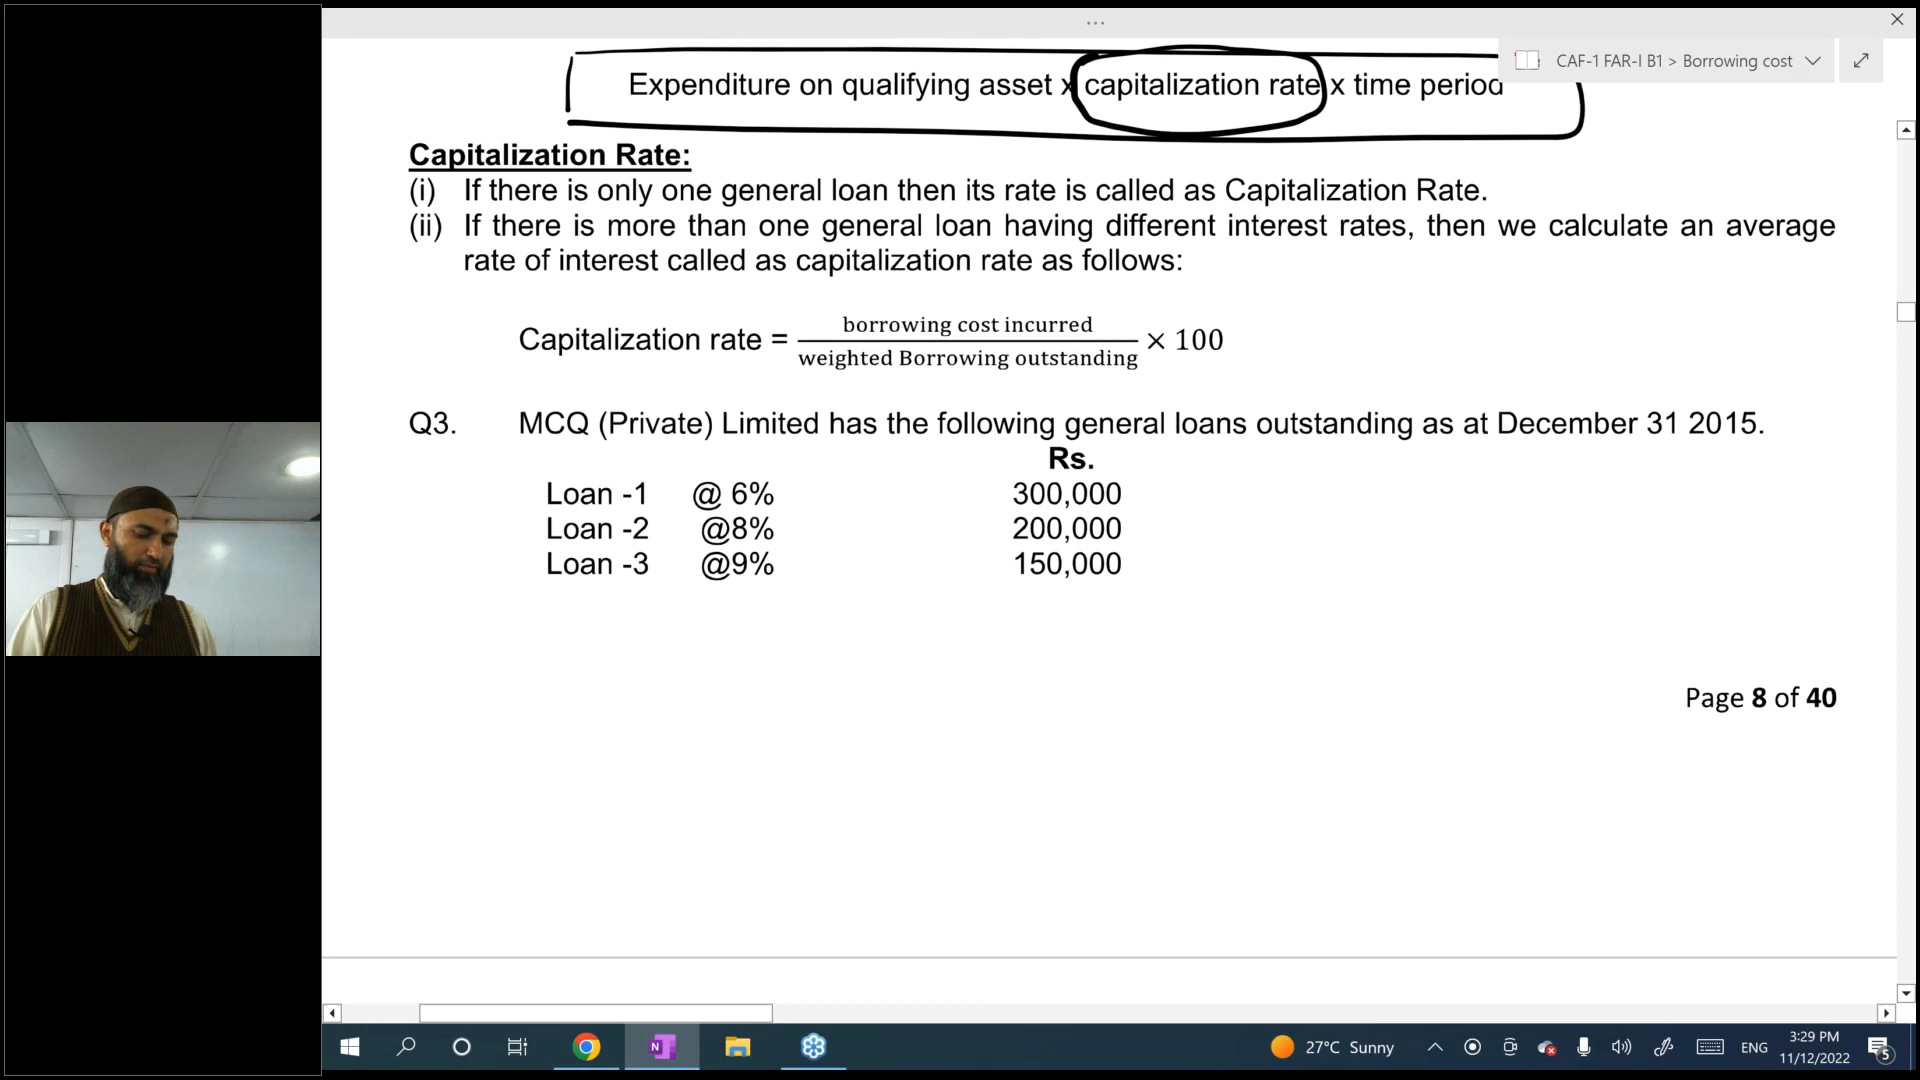 CAF-1 FAR-I B1 > Borrowing cost
Expenditure on qualifying asset x capitalization rate x time period
Capitalization Rate:
(i) If there is only one general loan then its rate is called as Capitalization Rate.
(ii) If there is more than one general loan having different interest rates, then we calculate an average
rate of interest called as capitalization rate as follows:
Capitalization rate = borrowing cost incurred
weighted Borrowing outstanding × 100
Q3. MCQ (Private) Limited has the following general loans outstanding as at December 31 2015.
Rs.
Loan -1 @ 6% 300,000
Loan -2 @8% 200,000
Loan -3 @9% 150,000
Page 8 of 40
27°C Sunny
ENG
3:29 PM
11/12/2022
5
N